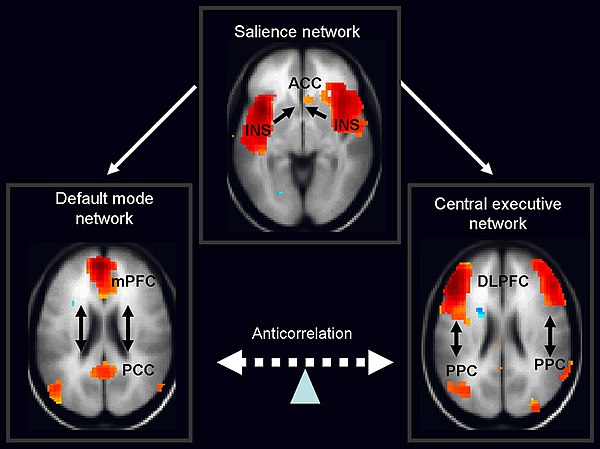 Salience network
ACC
INS
INS
Default mode
network
mPFC
PCC
Anticorrelation
Central executive
network
DLPFC
PPC
PPC